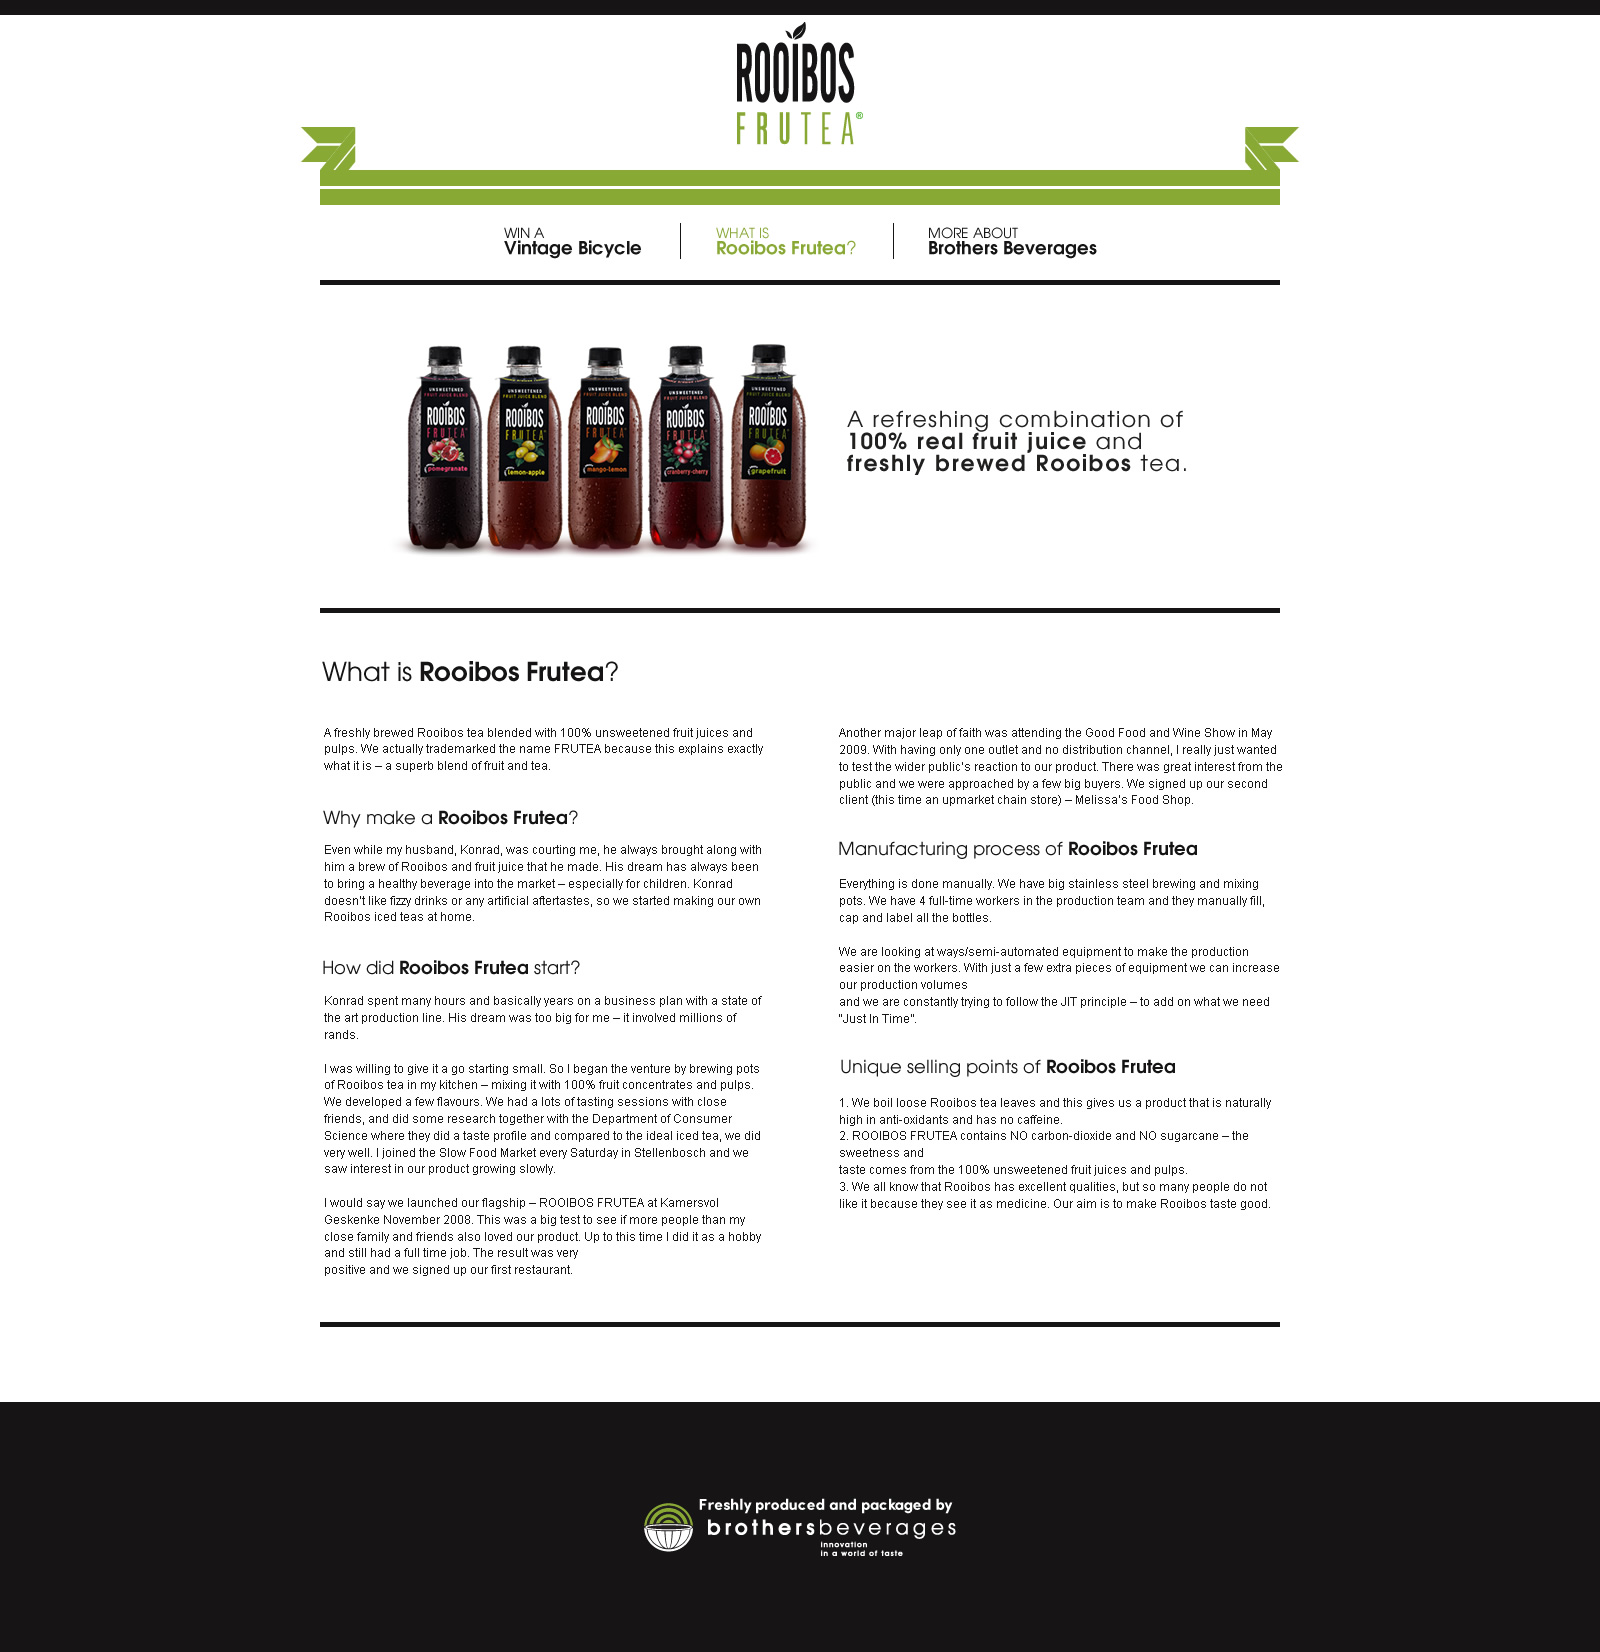 ROOIBOS
FRUTEA®
WIN A
Vintage Bicycle
WHAT IS
Rooibos Frutea?
MORE ABOUT
Brothers Beverages
UNSWEETENED
FRUIT JUICE BLEND
ROOIBOS
FRUTEA
pomegranate
UNSWEETENED
FRUIT JUICE BLEND
ROOIBOS
FRUTEA
lemon-apple
UNSWEETENED
FRUIT JUICE BLEND
ROOIBOS
FRUTEA
mango-lemon
UNSWEETENED
FRUIT JUICE BLEND
ROOIBOS
FRUTEA
cranberry-cherry
UNSWEETENED
FRUIT JUICE BLEND
ROOIBOS
FRUTEA
grapefruit
A refreshing combination of
100% real fruit juice and
freshly brewed Rooibos tea.
What is Rooibos Frutea?
A freshly brewed Rooibos tea blended with 100% unsweetened fruit juices and
pulps. We actually trademarked the name FRUTEA because this explains exactly
what it is – a superb blend of fruit and tea.
Why make a Rooibos Frutea?
Even while my husband, Konrad, was courting me, he always brought along with
him a brew of Rooibos and fruit juice that he made. His dream has always been
to bring a healthy beverage into the market – especially for children. Konrad
doesn't like fizzy drinks or any artificial aftertastes, so we started making our own
Rooibos iced teas at home.
How did Rooibos Frutea start?
Konrad spent many hours and basically years on a business plan with a state of
the art production line. His dream was too big for me – it involved millions of
rands.
I was willing to give it a go starting small. So I began the venture by brewing pots
of Rooibos tea in my kitchen – mixing it with 100% fruit concentrates and pulps.
We developed a few flavours. We had a lots of tasting sessions with close
friends, and did some research together with the Department of Consumer
Science where they did a taste profile and compared to the ideal iced tea, we did
very well. I joined the Slow Food Market every Saturday in Stellenbosch and we
saw interest in our product growing slowly.
I would say we launched our flagship – ROOIBOS FRUTEA at Kamersvol
Geskenke November 2008. This was a big test to see if more people than my
close family and friends also loved our product. Up to this time I did it as a hobby
and still had a full time job. The result was very
positive and we signed up our first restaurant.
Another major leap of faith was attending the Good Food and Wine Show in May
2009. With having only one outlet and no distribution channel, I really just wanted
to test the wider public's reaction to our product. There was great interest from the
public and we were approached by a few big buyers. We signed up our second
client (this time an upmarket chain store) – Melissa's Food Shop.
Manufacturing process of Rooibos Frutea
Everything is done manually. We have big stainless steel brewing and mixing
pots. We have 4 full-time workers in the production team and they manually fill,
cap and label all the bottles.
We are looking at ways/semi-automated equipment to make the production
easier on the workers. With just a few extra pieces of equipment we can increase
our production volumes
and we are constantly trying to follow the JIT principle – to add on what we need
"Just In Time".
Unique selling points of Rooibos Frutea
1. We boil loose Rooibos tea leaves and this gives us a product that is naturally
high in anti-oxidants and has no caffeine.
2. ROOIBOS FRUTEA contains NO carbon-dioxide and NO sugarcane – the
sweetness and
taste comes from the 100% unsweetened fruit juices and pulps.
3. We all know that Rooibos has excellent qualities, but so many people do not
like it because they see it as medicine. Our aim is to make Rooibos taste good.
Freshly produced and packaged by
brothersbeverages
innovation
in a world of taste